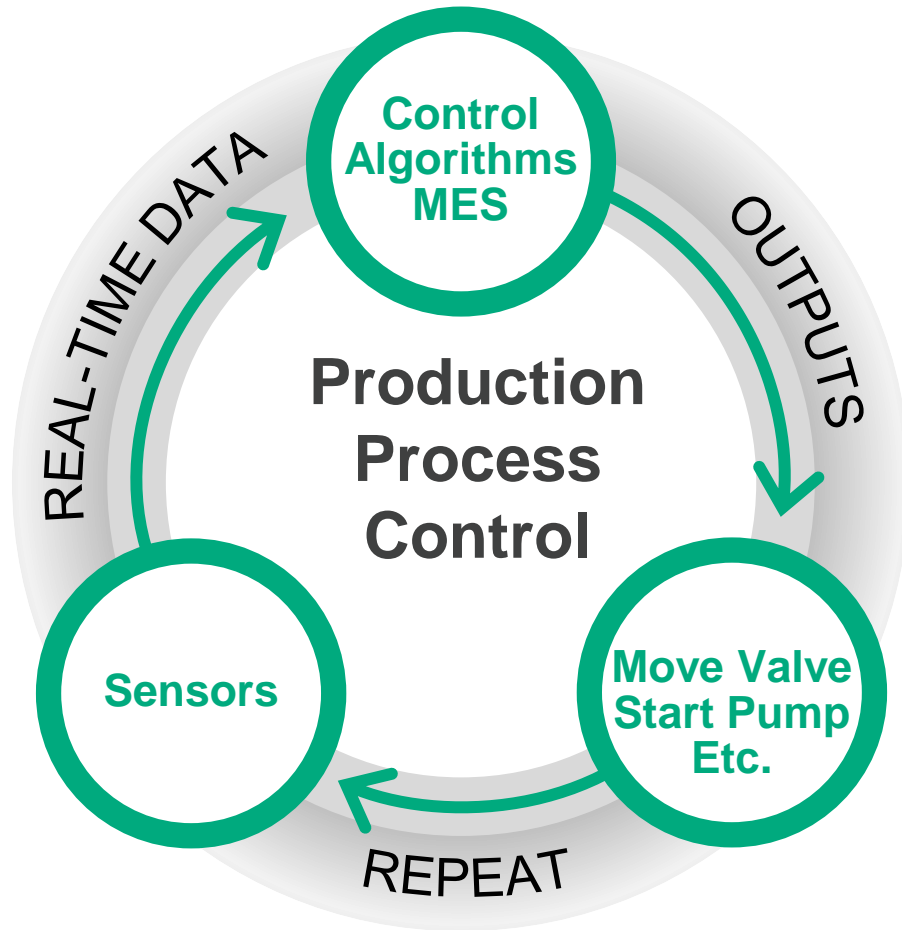 Control
Algorithms
MES
REAL-TIME DATA
OUTPUTS
Production
Process
Control
Sensors
Move Valve
Start Pump
Etc.
REPEAT